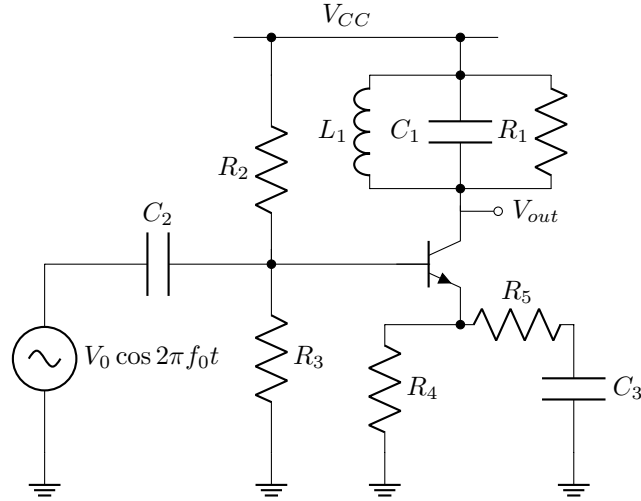 V_{CC}
L_1
C_1
R_1
R_2
V_{out}
C_2
R_5
V_0 cos 2πf_0t
R_3
R_4
C_3